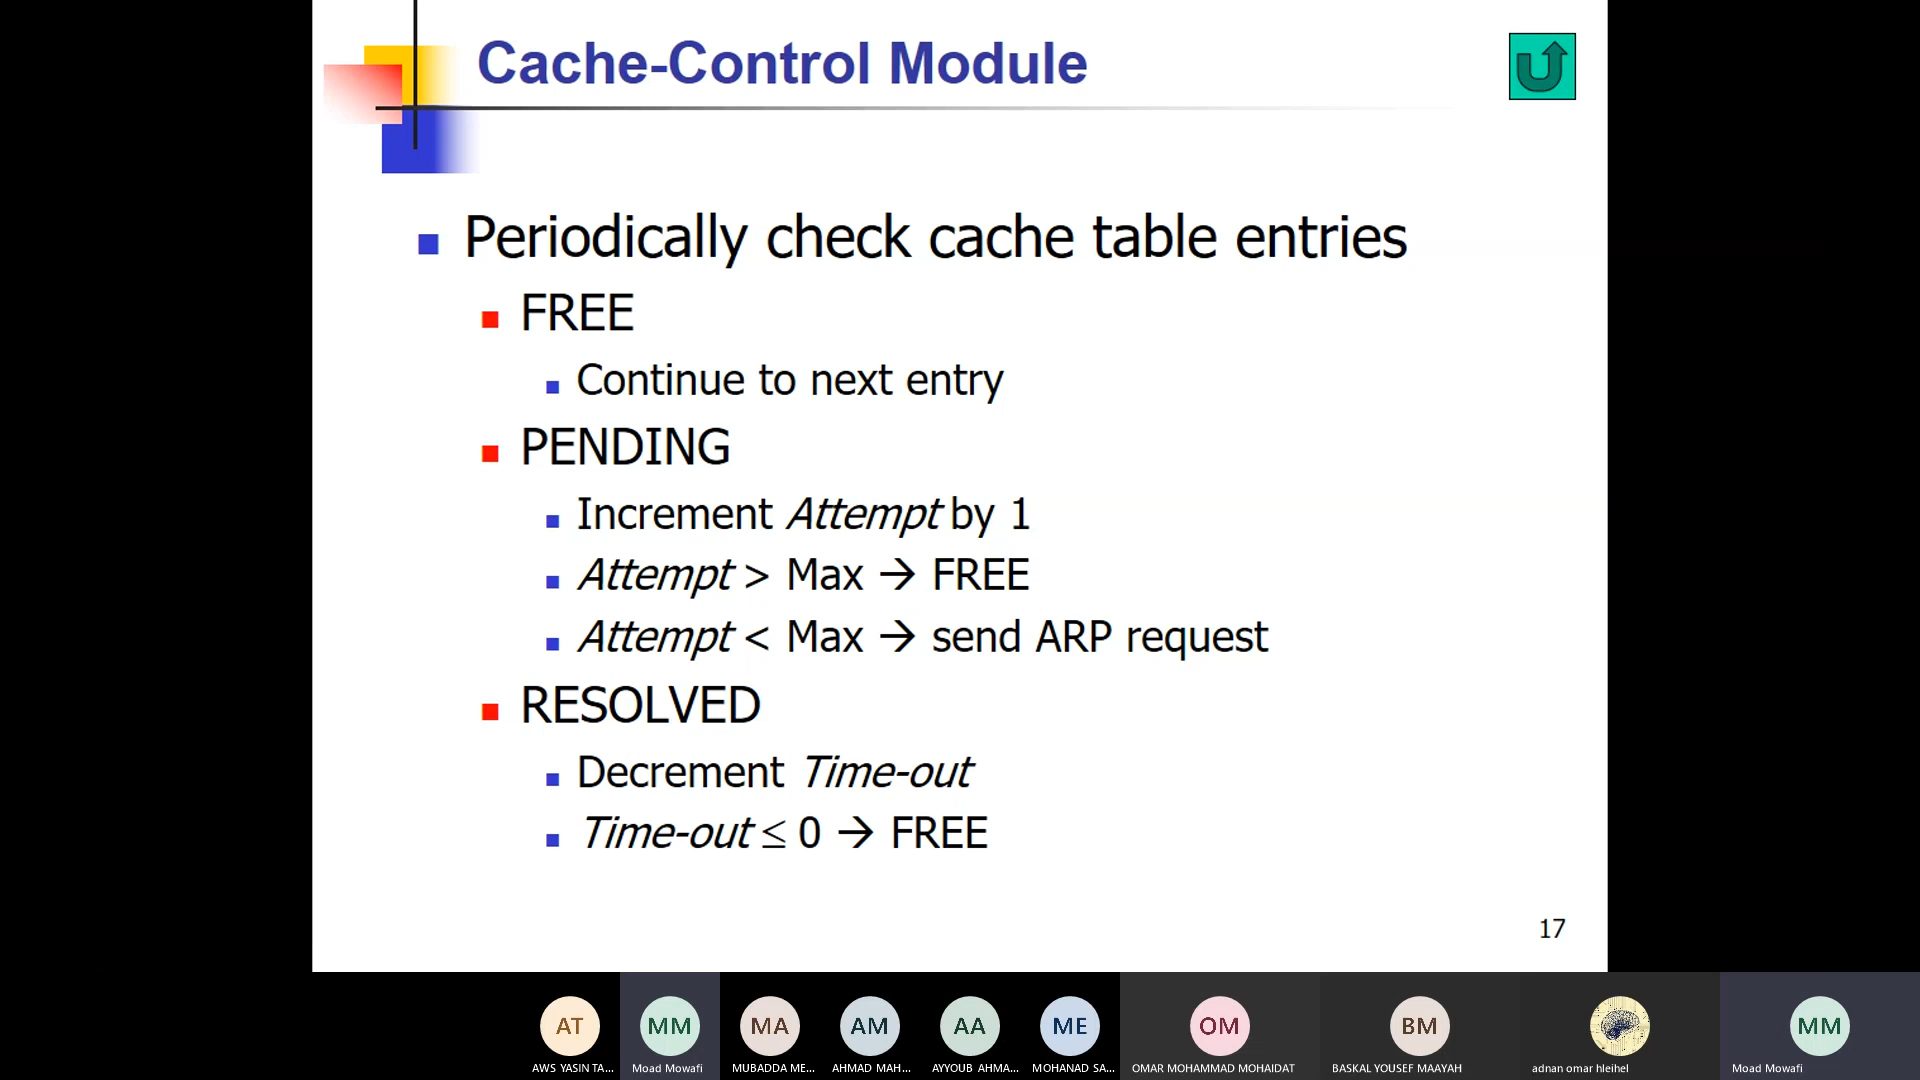 Cache-Control Module
Periodically check cache table entries
FREE
Continue to next entry
PENDING
Increment Attempt by 1
Attempt > Max → FREE
Attempt < Max → send ARP request
RESOLVED
Decrement Time-out
Time-out ≤ 0 → FREE
17
AT MM MA AM AA ME OM BM MM
AWS YASIN TA... Moad Mowafi MUBADDA ME... AHMAD MAH... AYYOUB AHMA... MOHANAD SA... OMAR MOHAMMAD MOHAIDAT BASKAL YOUSEF MAAYAH adnan omar hleihel Moad Mowafi